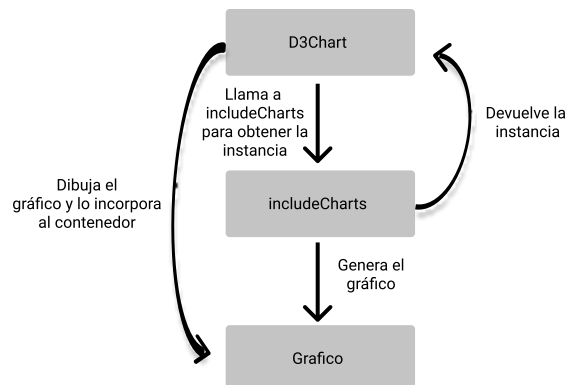 D3Chart
Llama a
includeCharts
para obtener la
instancia
Devuelve la
instancia
Dibuja el
gráfico y lo incorpora
al contenedor
includeCharts
Genera el
gráfico
Grafico